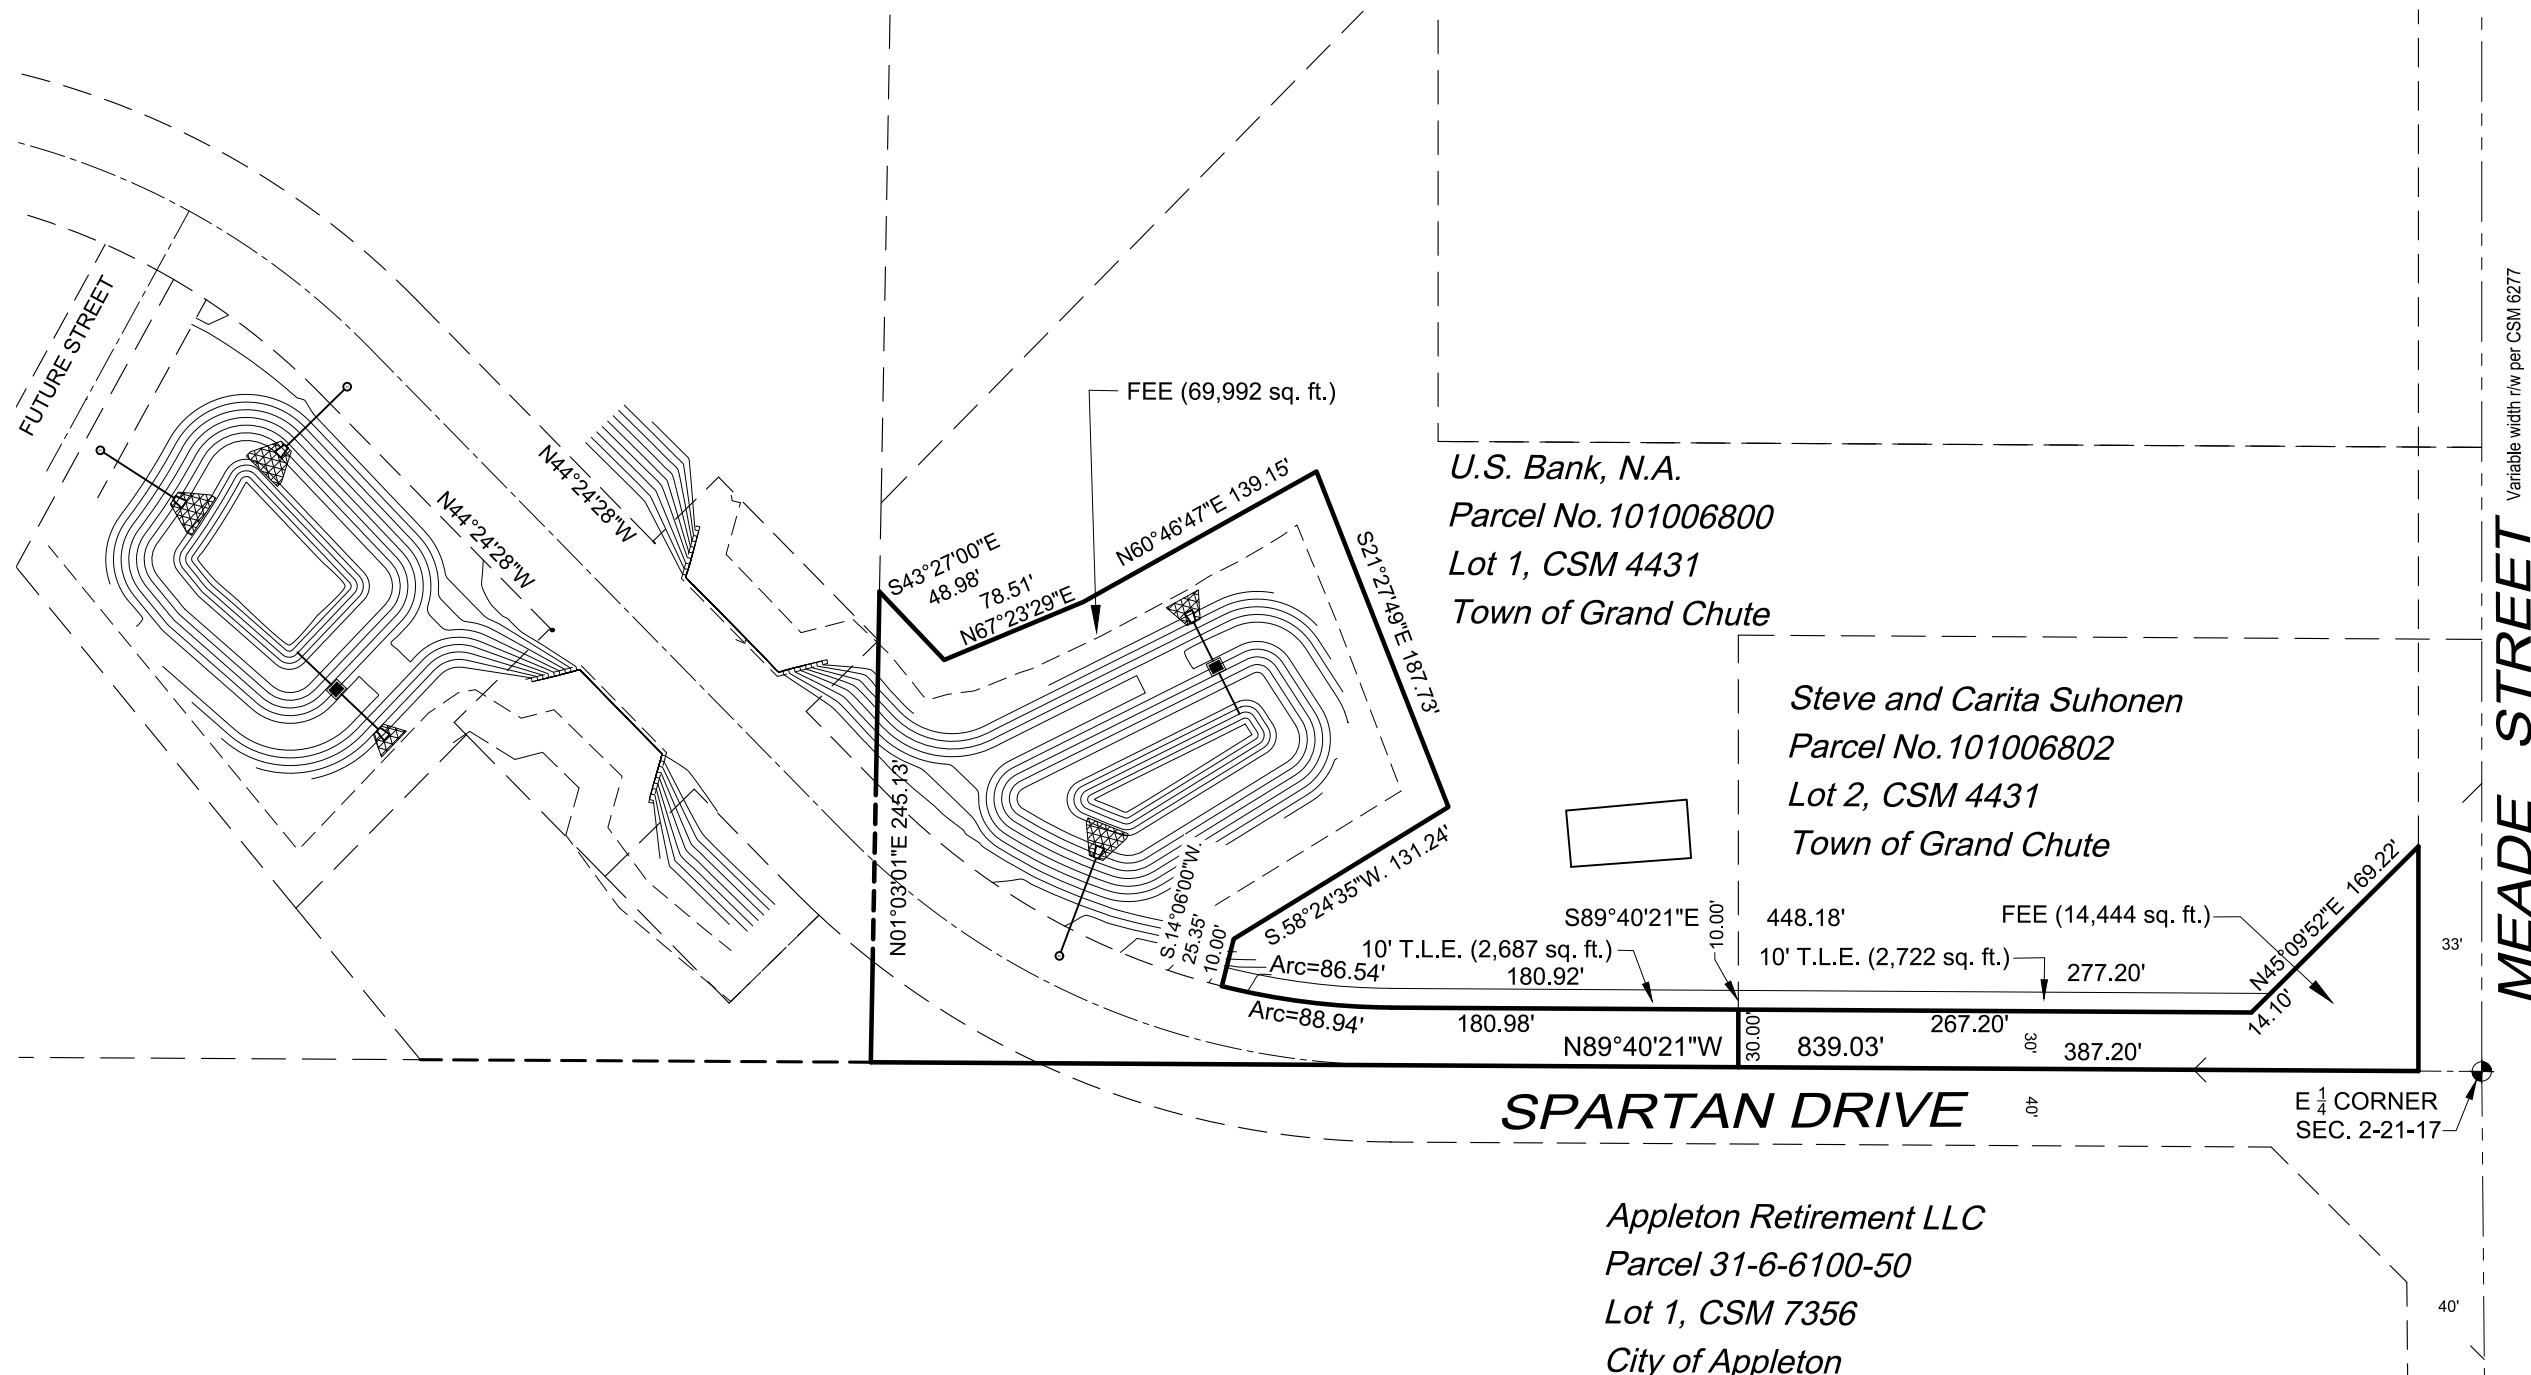 Variable width r/w per CSM 6277
FUTURE STREET
FEE (69,992 sq. ft.)
N44°24'28"W
N44°24'28"W
U.S. Bank, N.A.
Parcel No.101006800
Lot 1, CSM 4431
Town of Grand Chute
S43°27'00"E
48.98'
78.51'
N67°23'29"E
N60°46'47"E 139.15'
S21°27'49"E 187.73'
Steve and Carita Suhonen
Parcel No.101006802
Lot 2, CSM 4431
Town of Grand Chute
MEADE STREET
N01°03'01"E 245.13'
S.14°06'00"W.
25.35'
10.00'
S.58°24'35"W. 131.24'
S89°40'21"E
10.00'
448.18'
FEE (14,444 sq. ft.)
N45°09'52"E 169.22'
14.10'
33'
10' T.L.E. (2,687 sq. ft.)
10' T.L.E. (2,722 sq. ft.)
Arc=86.54'
180.92'
277.20'
Arc=88.94'
180.98'
267.20'
N89°40'21"W
30.00'
839.03'
30'
387.20'
SPARTAN DRIVE
40'
E 1/4 CORNER
SEC. 2-21-17
Appleton Retirement LLC
Parcel 31-6-6100-50
Lot 1, CSM 7356
City of Appleton
40'